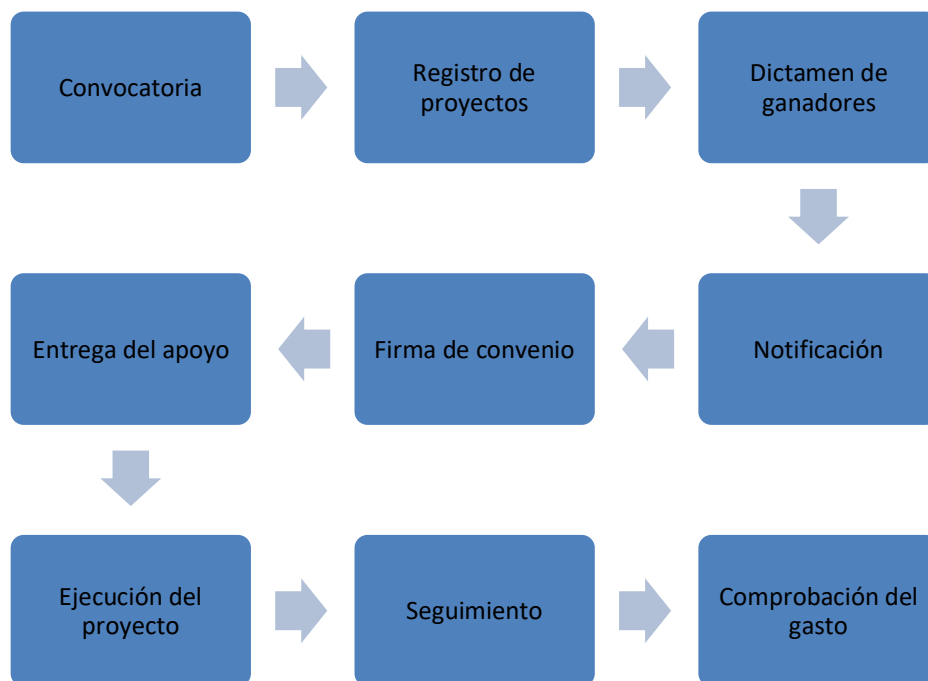 Convocatoria
Registro de
proyectos
Dictamen de
ganadores
Notificación
Firma de convenio
Entrega del apoyo
Ejecución del
proyecto
Seguimiento
Comprobación del
gasto